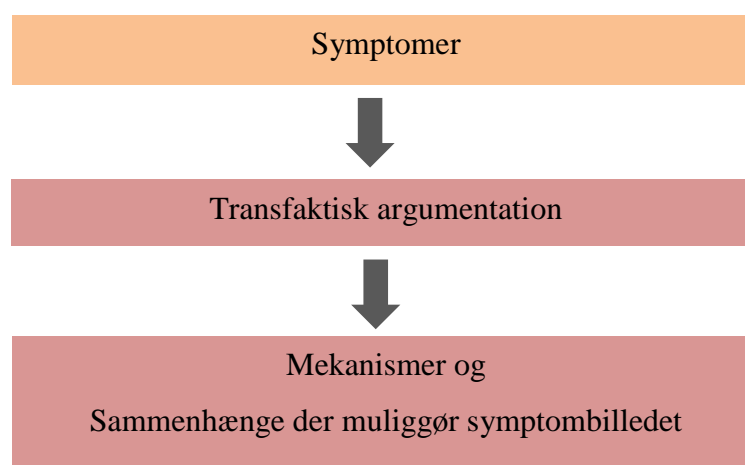 Symptomer
Transfaktisk argumentation
Mekanismer og
Sammenhænge der muliggør symptombilledet